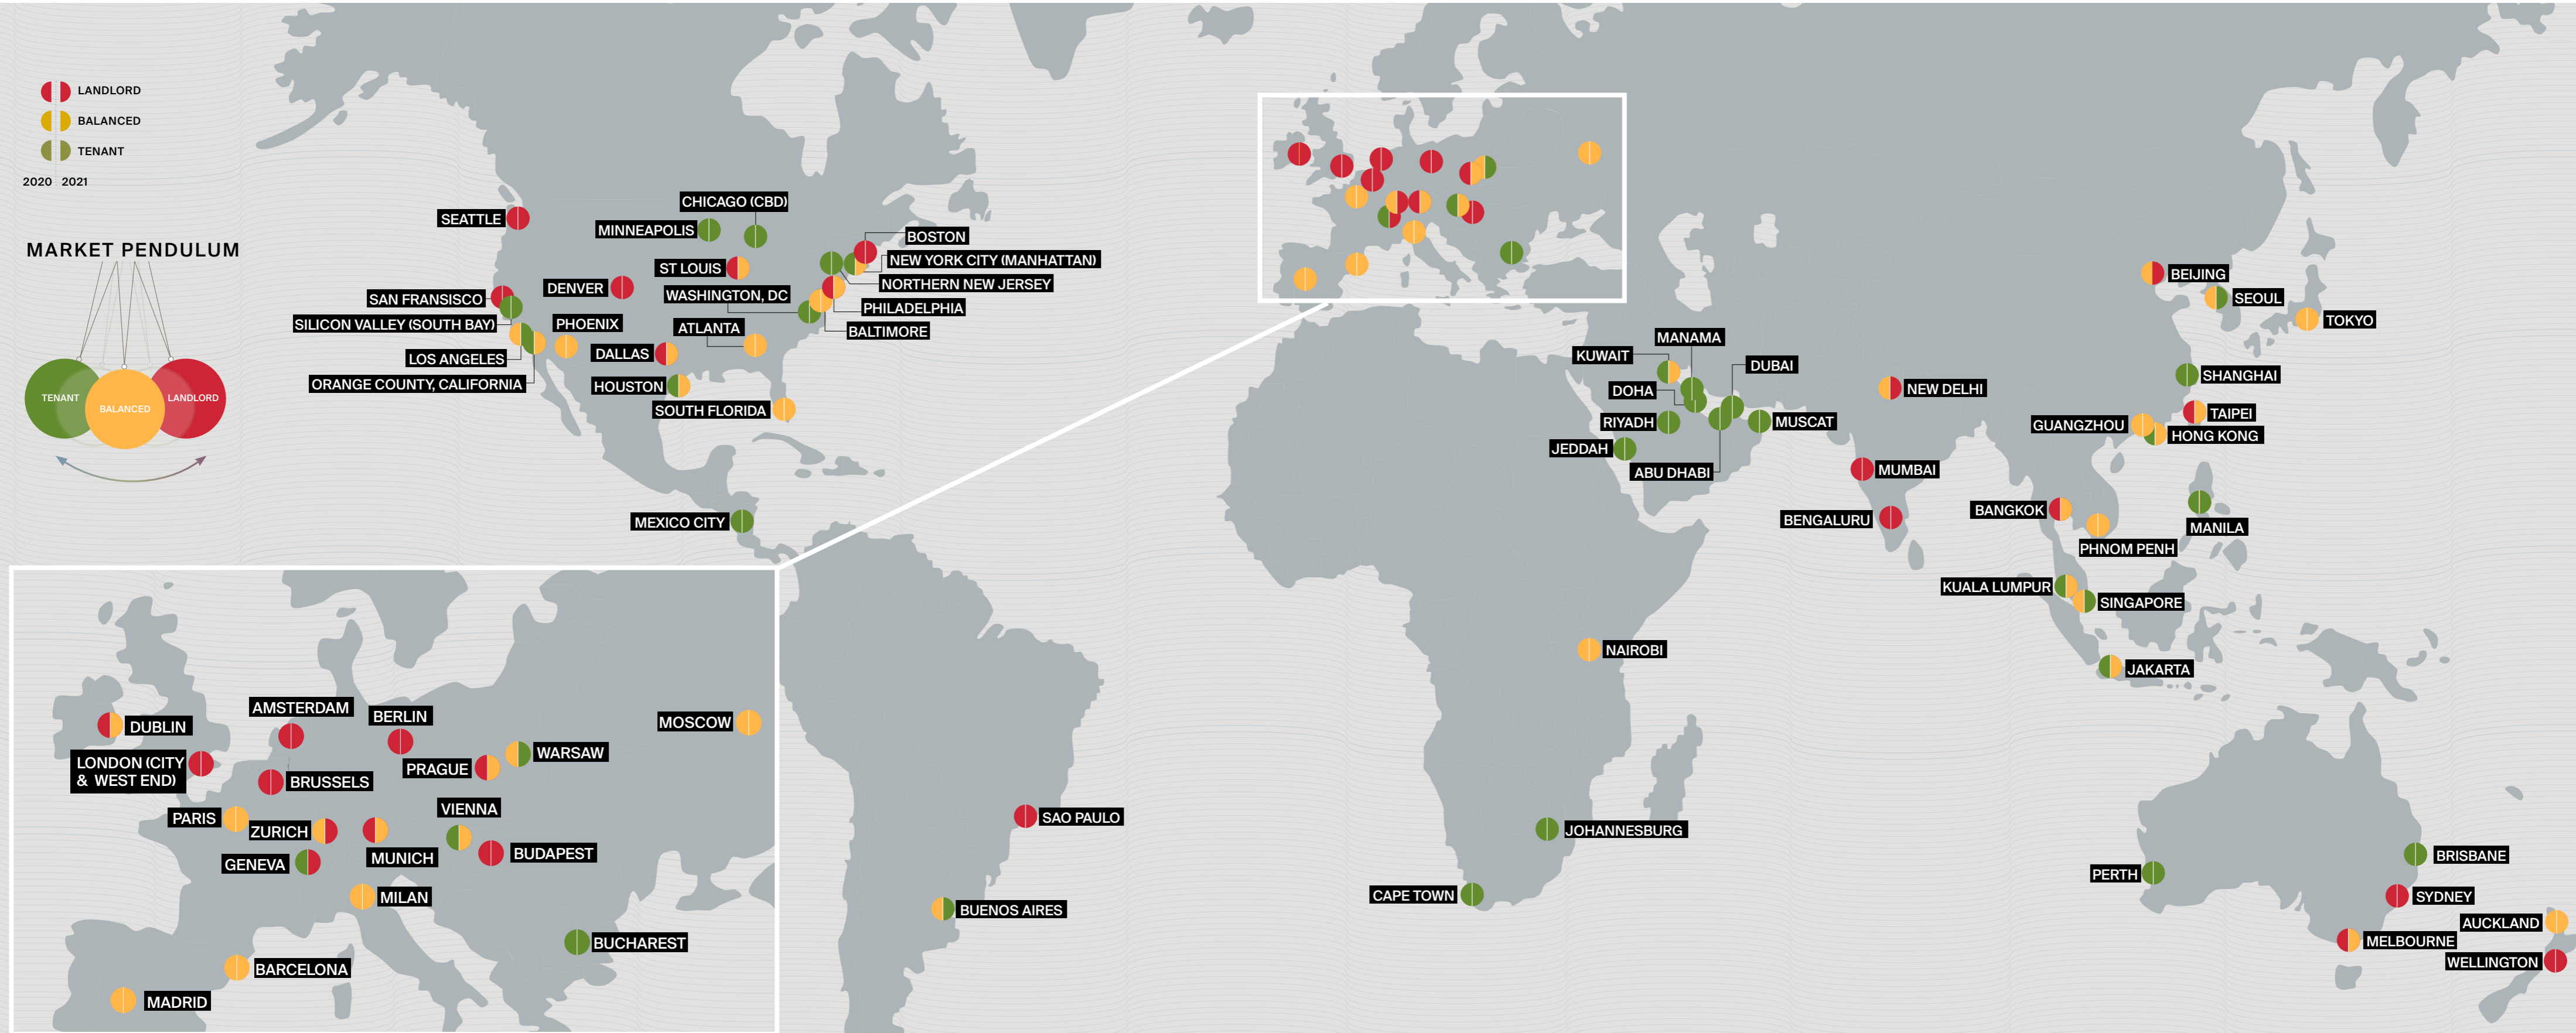 LANDLORD
BALANCED
TENANT
2020 2021
MARKET PENDULUM
TENANT
BALANCED
LANDLORD
SEATTLE
CHICAGO (CBD)
MINNEAPOLIS
BOSTON
NEW YORK CITY (MANHATTAN)
ST LOUIS
NORTHERN NEW JERSEY
DENVER
WASHINGTON, DC
SAN FRANSISCO
PHILADELPHIA
SILICON VALLEY (SOUTH BAY)
PHOENIX
ATLANTA
BALTIMORE
LOS ANGELES
DALLAS
ORANGE COUNTY, CALIFORNIA
HOUSTON
SOUTH FLORIDA
MEXICO CITY
SAO PAULO
BUENOS AIRES
DUBLIN
AMSTERDAM
BERLIN
MOSCOW
LONDON (CITY
& WEST END)
BRUSSELS
PRAGUE
WARSAW
PARIS
ZURICH
VIENNA
GENEVA
MUNICH
BUDAPEST
MILAN
BUCHAREST
BARCELONA
MADRID
MANAMA
KUWAIT
DUBAI
DOHA
RIYADH
MUSCAT
JEDDAH
ABU DHABI
NAIROBI
JOHANNESBURG
CAPE TOWN
BEIJING
SEOUL
TOKYO
SHANGHAI
NEW DELHI
TAIPEI
GUANGZHOU
HONG KONG
MUMBAI
BENGALURU
BANGKOK
MANILA
PHNOM PENH
KUALA LUMPUR
SINGAPORE
JAKARTA
BRISBANE
PERTH
SYDNEY
AUCKLAND
MELBOURNE
WELLINGTON